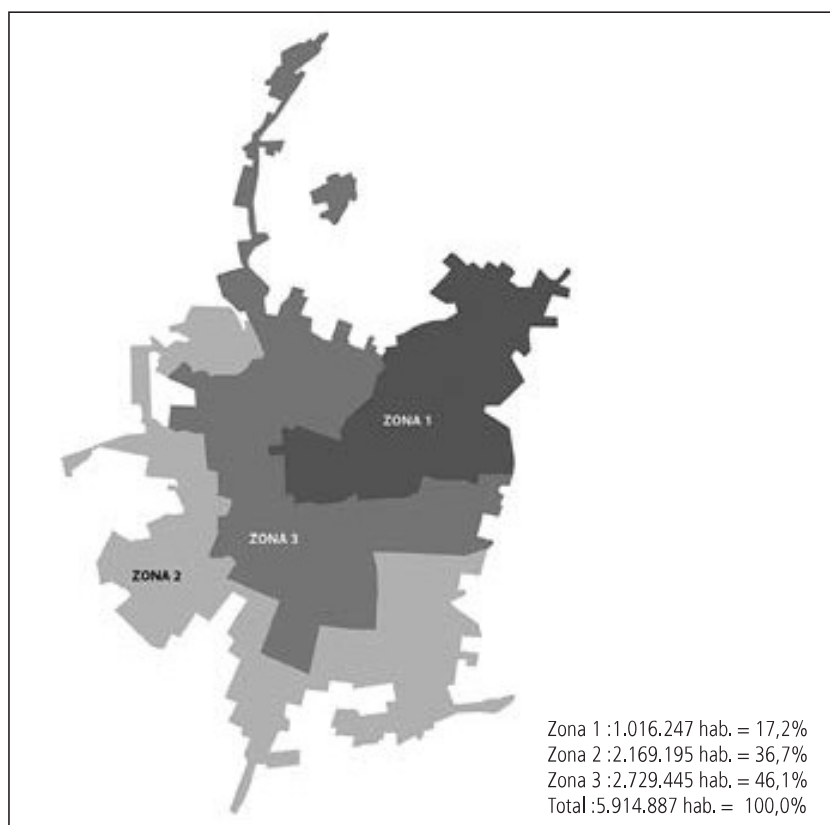 ZONA 1
ZONA 3
ZONA 2
Zona 1 :1.016.247 hab. = 17,2%
Zona 2 :2.169.195 hab. = 36,7%
Zona 3 :2.729.445 hab. = 46,1%
Total :5.914.887 hab. = 100,0%